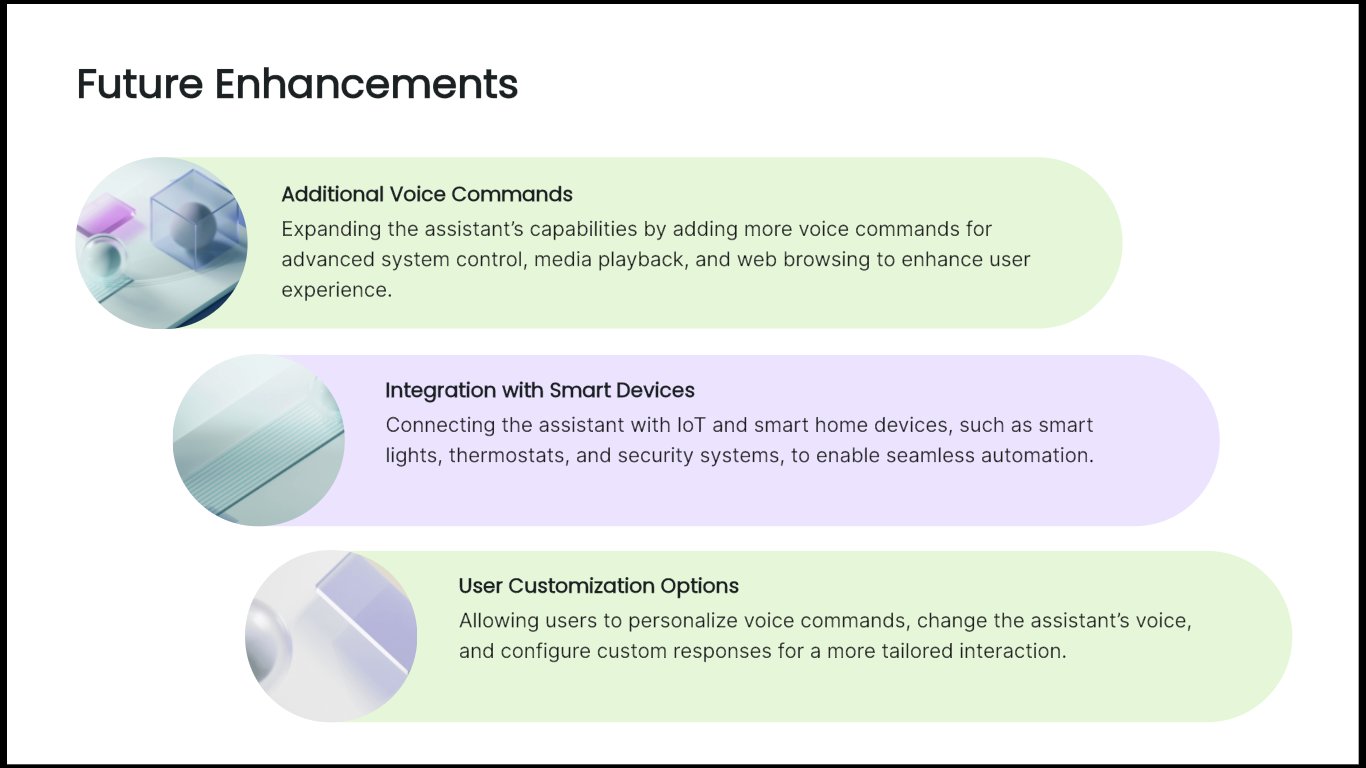 Future Enhancements
Additional Voice Commands
Expanding the assistant’s capabilities by adding more voice commands for
advanced system control, media playback, and web browsing to enhance user
experience.
Integration with Smart Devices
Connecting the assistant with IoT and smart home devices, such as smart
lights, thermostats, and security systems, to enable seamless automation.
User Customization Options
Allowing users to personalize voice commands, change the assistant’s voice,
and configure custom responses for a more tailored interaction.